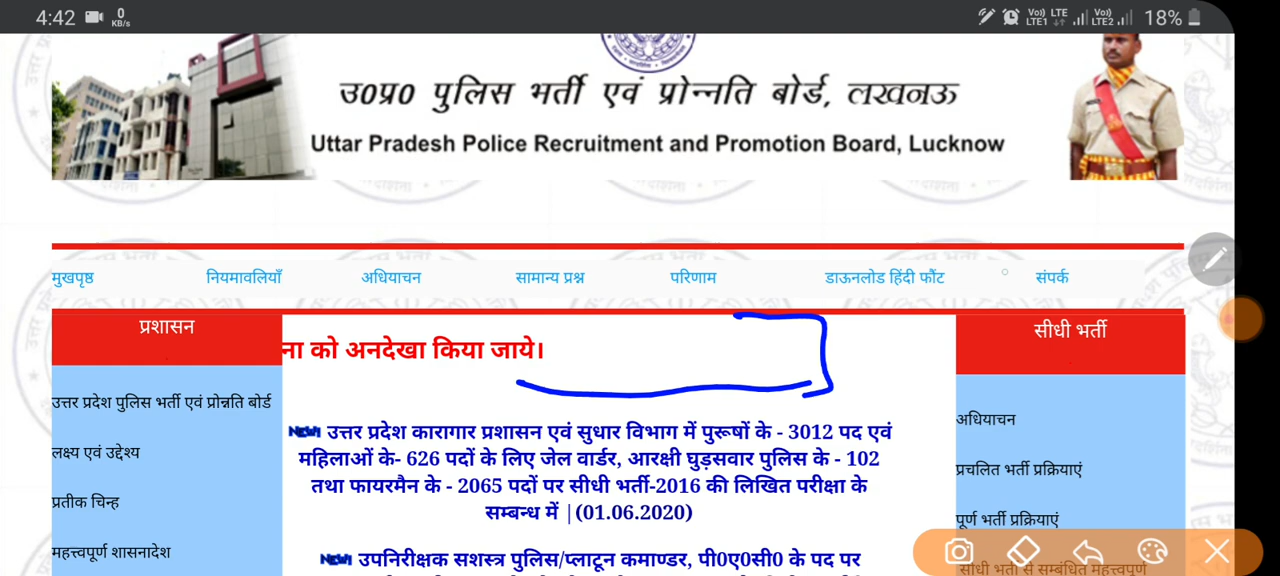 4:42 0 KB/s Vo) LTE LTE1 Vo) LTE2 18%
उ0प्र0 पुलिस भर्ती एवं प्रोन्नति बोर्ड, लखनऊ
Uttar Pradesh Police Recruitment and Promotion Board, Lucknow
मुखपृष्ठ नियमावलियाँ अधियाचन सामान्य प्रश्न परिणाम डाऊनलोड हिंदी फौंट संपर्क
प्रशासन
उत्तर प्रदेश पुलिस भर्ती एवं प्रोन्नति बोर्ड
लक्ष्य एवं उद्देश्य
प्रतीक चिन्ह
महत्त्वपूर्ण शासनादेश
ना को अनदेखा किया जाये।
NEW! उत्तर प्रदेश कारागार प्रशासन एवं सुधार विभाग में पुरूषों के - 3012 पद एवं
महिलाओं के- 626 पदों के लिए जेल वार्डर, आरक्षी घुड़सवार पुलिस के - 102
तथा फायरमैन के - 2065 पदों पर सीधी भर्ती-2016 की लिखित परीक्षा के
सम्बन्ध में |(01.06.2020)
NEW! उपनिरीक्षक सशस्त्र पुलिस/प्लाटून कमाण्डर, पी0ए0सी0 के पद पर
सीधी भर्ती
अधियाचन
प्रचलित भर्ती प्रक्रियाएं
पूर्ण भर्ती प्रक्रियाएं
सीधी भर्ती से सम्बंधित महत्त्वपूर्ण